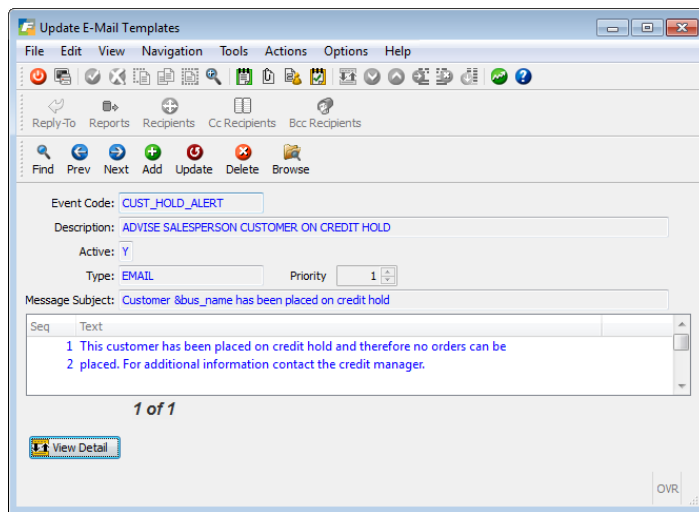 Update E-Mail Templates
File Edit View Navigation Tools Actions Options Help
Reply-To Reports Recipients Cc Recipients Bcc Recipients
Find Prev Next Add Update Delete Browse
Event Code: CUST_HOLD_ALERT
Description: ADVISE SALESPERSON CUSTOMER ON CREDIT HOLD
Active: Y
Type: EMAIL Priority 1
Message Subject: Customer &bus_name has been placed on credit hold
Seq Text
1 This customer has been placed on credit hold and therefore no orders can be
2 placed. For additional information contact the credit manager.
1 of 1
View Detail
OVR